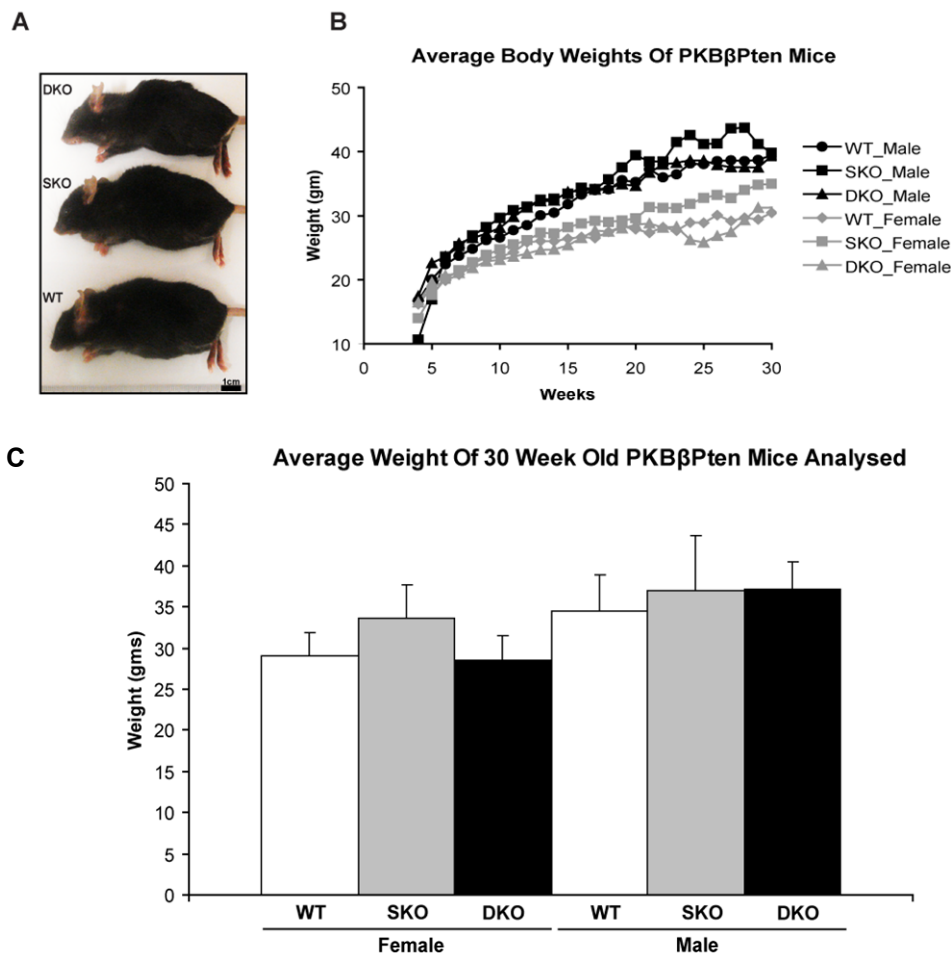 A
DKO
SKO
WT
1cm
B
Average Body Weights Of PKBβPten Mice
50
40
30
20
10
Weight (gm)
0 5 10 15 20 25 30
Weeks
WT_Male
SKO_Male
DKO_Male
WT_Female
SKO_Female
DKO_Female
C
Average Weight Of 30 Week Old PKBβPten Mice Analysed
50
45
40
35
30
25
20
15
10
5
0
Weight (gms)
WT SKO DKO WT SKO DKO
Female Male